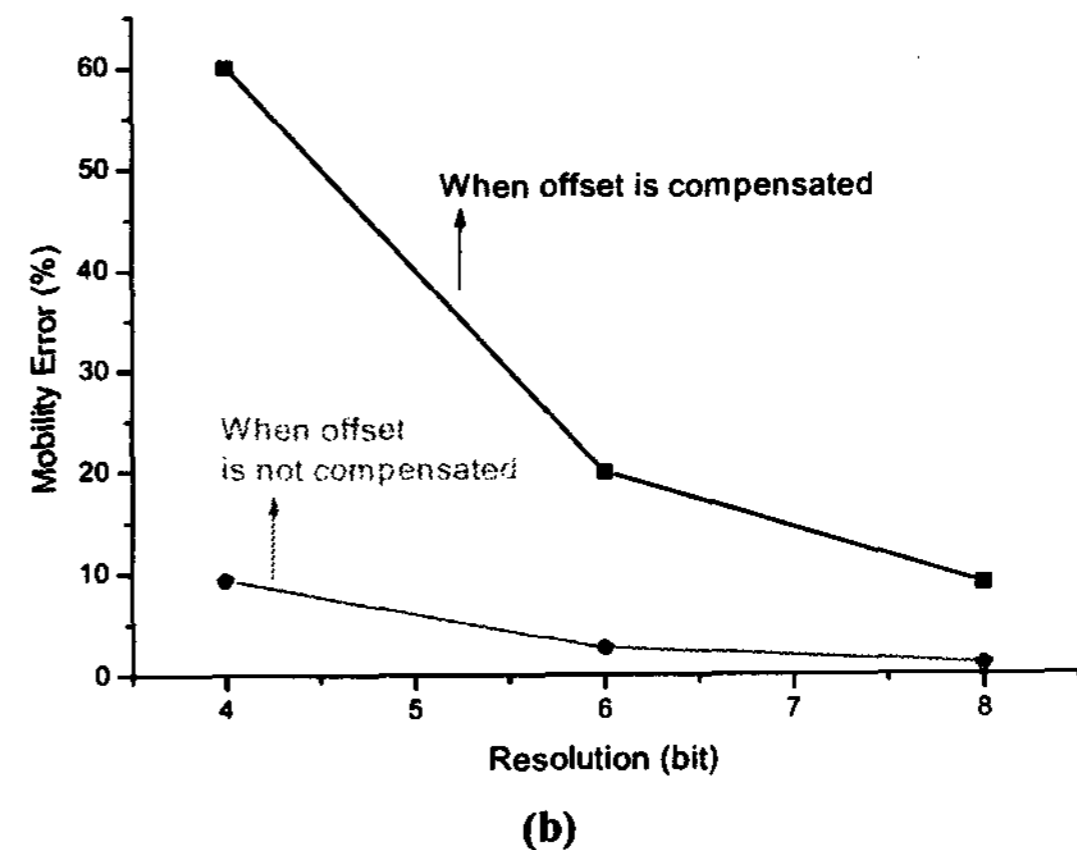 60
50
40
30
20
10
0
Mobility Error (%)
When offset is compensated
When offset
is not compensated
4
5
6
7
8
Resolution (bit)
(b)